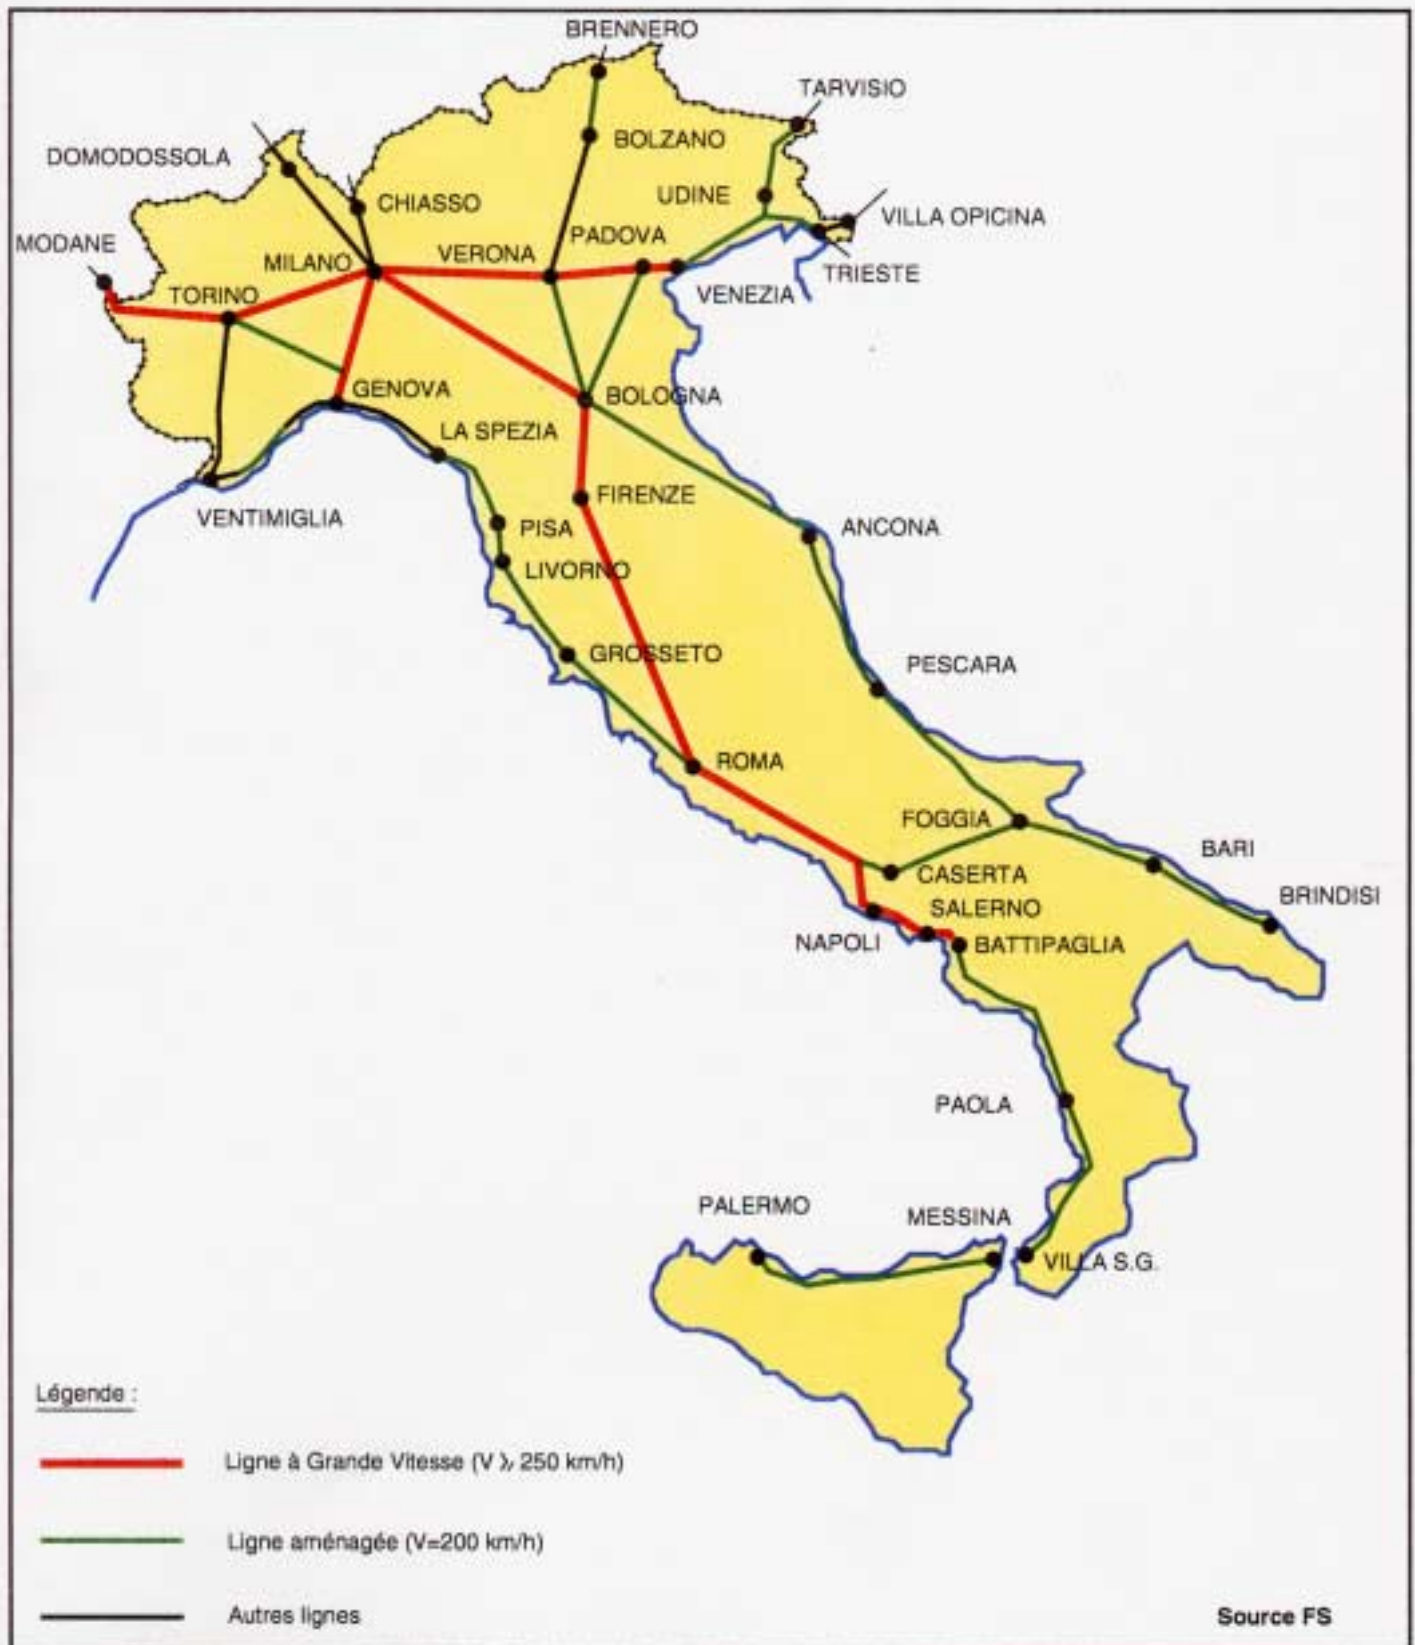 BRENNERO
TARVISIO
DOMODOSSOLA
BOLZANO
CHIASSO
UDINE
VILLA OPICINA
MODANE
PADOVA
VERONA
MILANO
TRIESTE
TORINO
VENEZIA
GENOVA
BOLOGNA
LA SPEZIA
FIRENZE
VENTIMIGLIA
PISA
ANCONA
LIVORNO
GROSSETO
PESCARA
ROMA
FOGGIA
BARI
CASERTA
BRINDISI
SALERNO
NAPOLI
BATTIPAGLIA
PAOLA
PALERMO
MESSINA
VILLA S.G.
Légende :
Ligne à Grande Vitesse (V ⩾ 250 km/h)
Ligne aménagée (V=200 km/h)
Autres lignes
Source FS